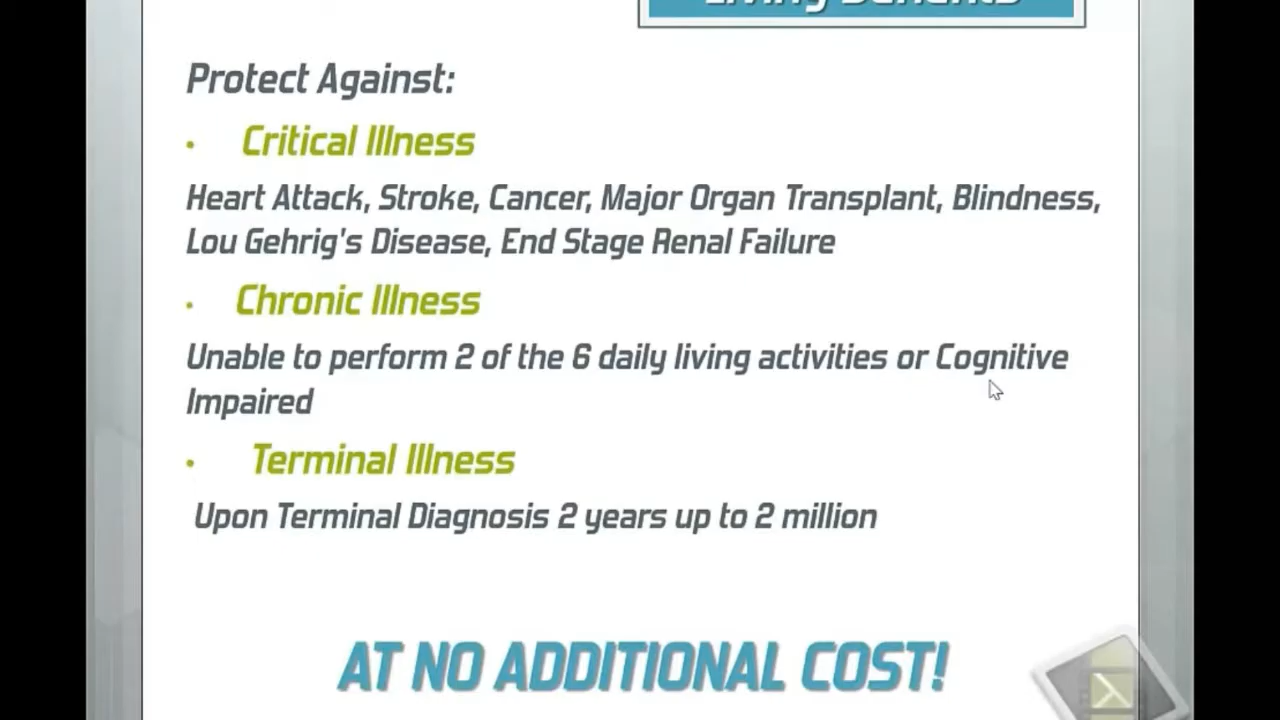 Living Benefits
Protect Against:
• Critical Illness
Heart Attack, Stroke, Cancer, Major Organ Transplant, Blindness,
Lou Gehrig's Disease, End Stage Renal Failure
• Chronic Illness
Unable to perform 2 of the 6 daily living activities or Cognitive
Impaired
• Terminal Illness
Upon Terminal Diagnosis 2 years up to 2 million
AT NO ADDITIONAL COST!